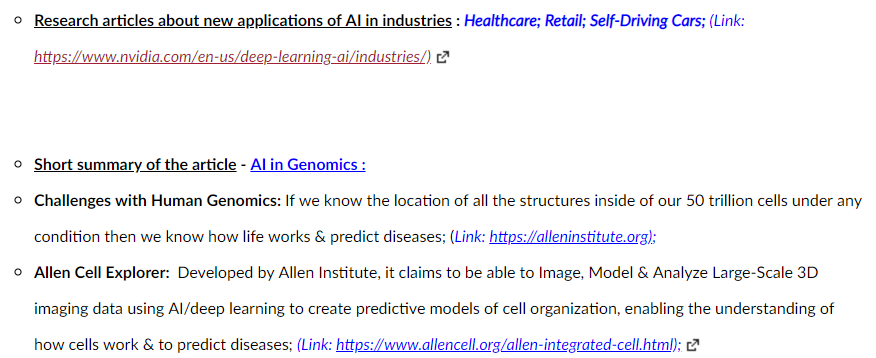 Research articles about new applications of AI in industries : Healthcare; Retail; Self-Driving Cars; (Link:
https://www.nvidia.com/en-us/deep-learning-ai/industries/)
Short summary of the article - AI in Genomics :
Challenges with Human Genomics: If we know the location of all the structures inside of our 50 trillion cells under any
condition then we know how life works & predict diseases; (Link: https://alleninstitute.org);
Allen Cell Explorer: Developed by Allen Institute, it claims to be able to Image, Model & Analyze Large-Scale 3D
imaging data using AI/deep learning to create predictive models of cell organization, enabling the understanding of
how cells work & to predict diseases; (Link: https://www.allencell.org/allen-integrated-cell.html);